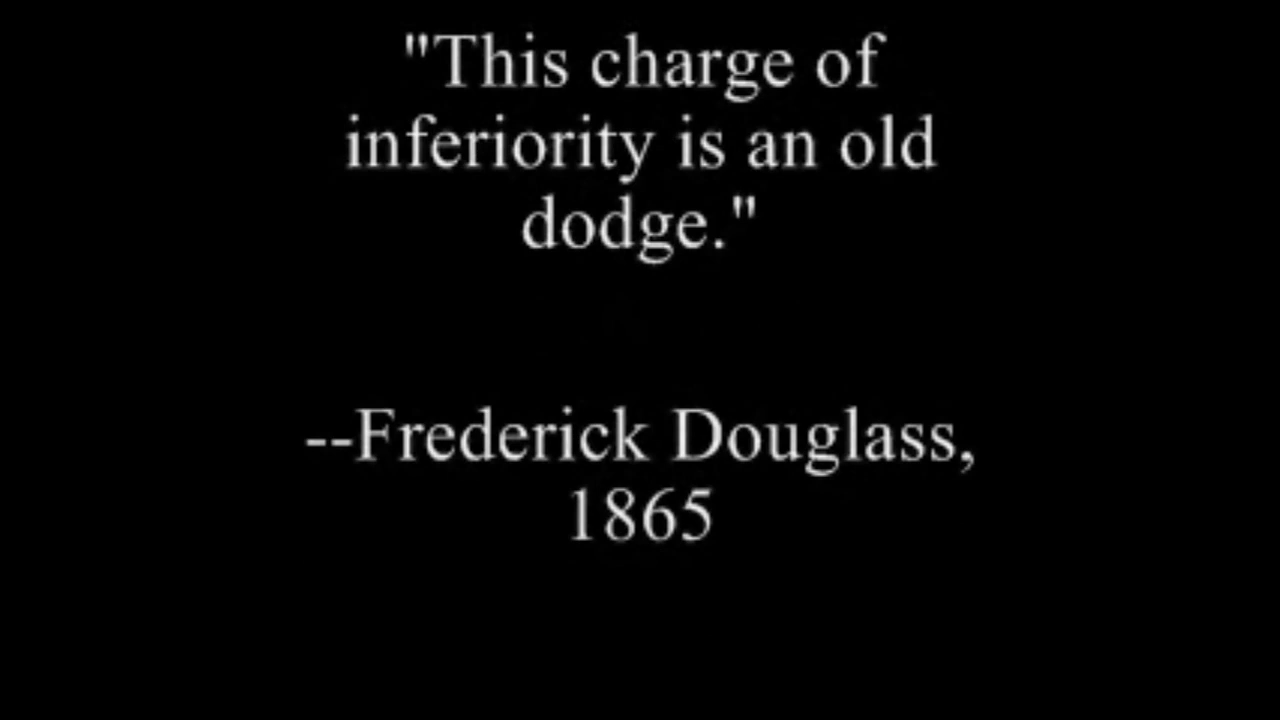 "This charge of
inferiority is an old
dodge."
--Frederick Douglass,
1865